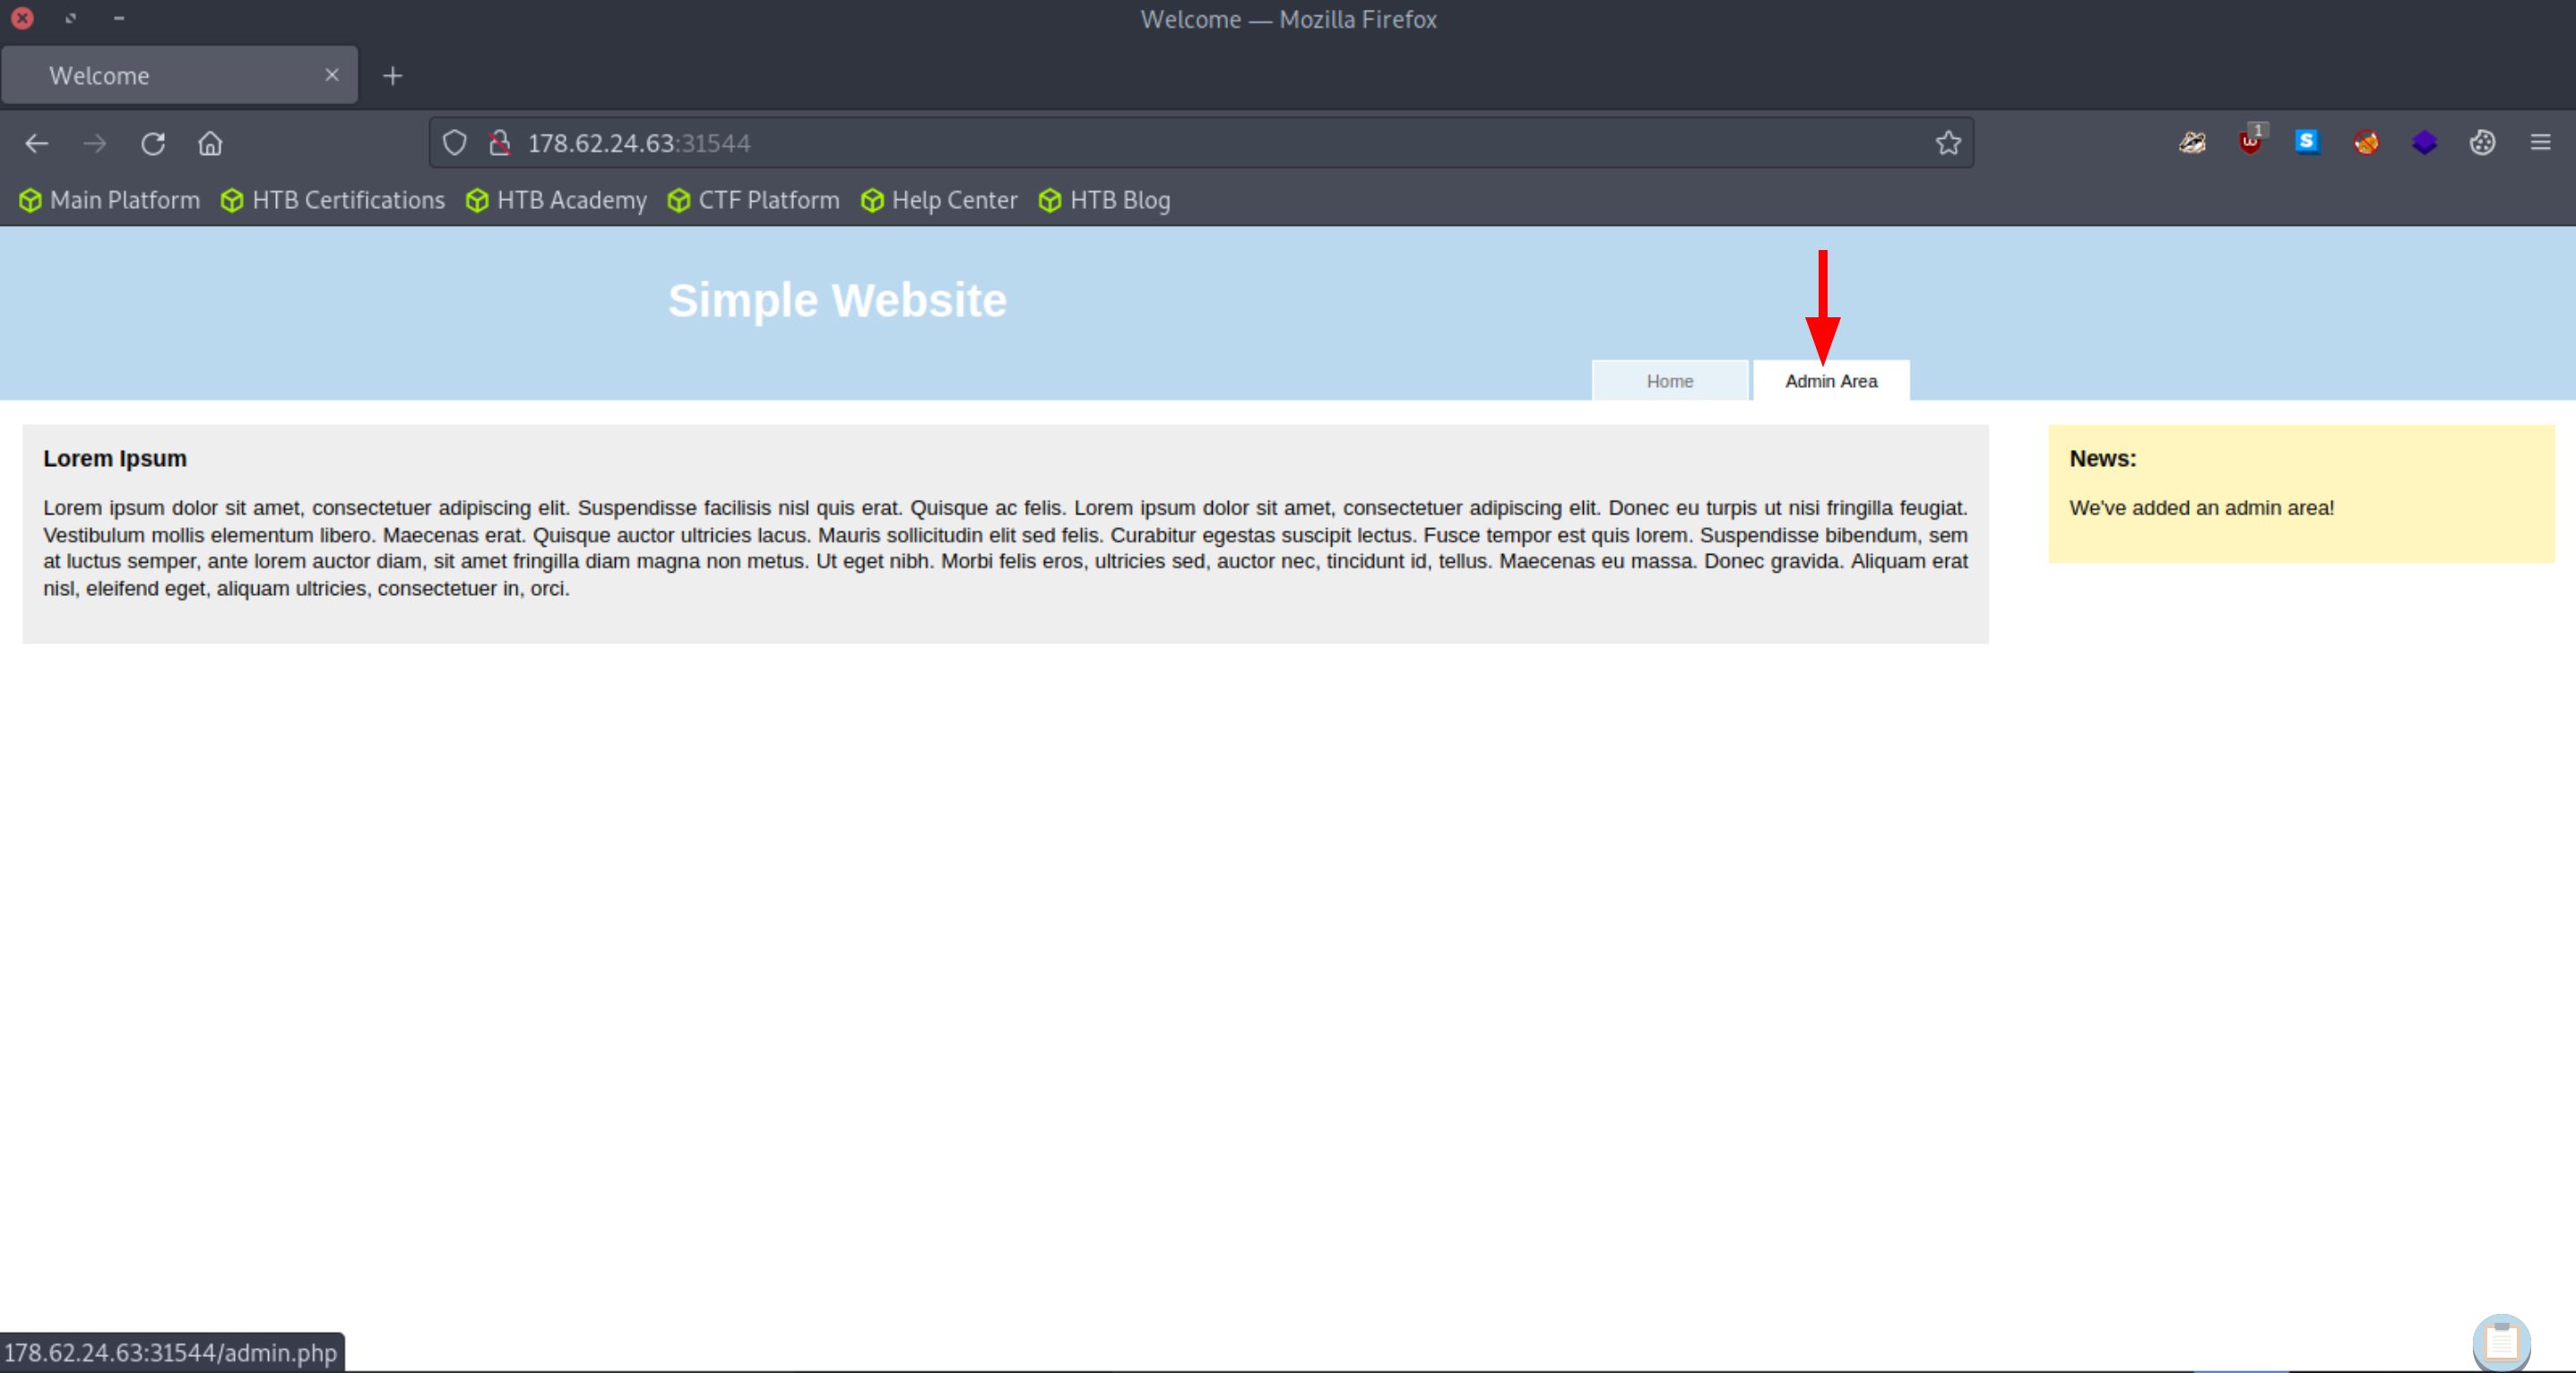 Welcome — Mozilla Firefox
Welcome
178.62.24.63:31544
1
S
Main Platform HTB Certifications HTB Academy CTF Platform Help Center HTB Blog
Simple Website
Home Admin Area
Lorem Ipsum
Lorem ipsum dolor sit amet, consectetuer adipiscing elit. Suspendisse facilisis nisl quis erat. Quisque ac felis. Lorem ipsum dolor sit amet, consectetuer adipiscing elit. Donec eu turpis ut nisi fringilla feugiat.
Vestibulum mollis elementum libero. Maecenas erat. Quisque auctor ultricies lacus. Mauris sollicitudin elit sed felis. Curabitur egestas suscipit lectus. Fusce tempor est quis lorem. Suspendisse bibendum, sem
at luctus semper, ante lorem auctor diam, sit amet fringilla diam magna non metus. Ut eget nibh. Morbi felis eros, ultricies sed, auctor nec, tincidunt id, tellus. Maecenas eu massa. Donec gravida. Aliquam erat
nisl, eleifend eget, aliquam ultricies, consectetuer in, orci.
News:
We've added an admin area!
178.62.24.63:31544/admin.php